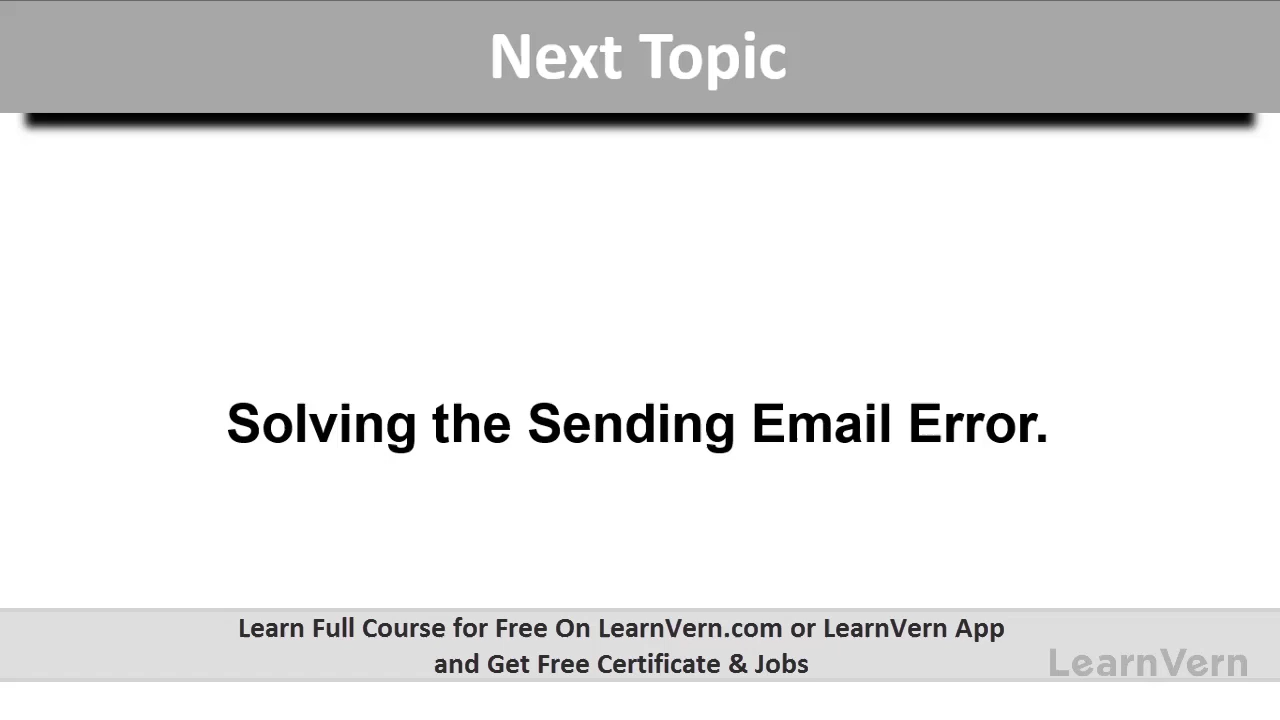 Next Topic
Solving the Sending Email Error.
Learn Full Course for Free On LearnVern.com or LearnVern App
and Get Free Certificate & Jobs
LearnVern